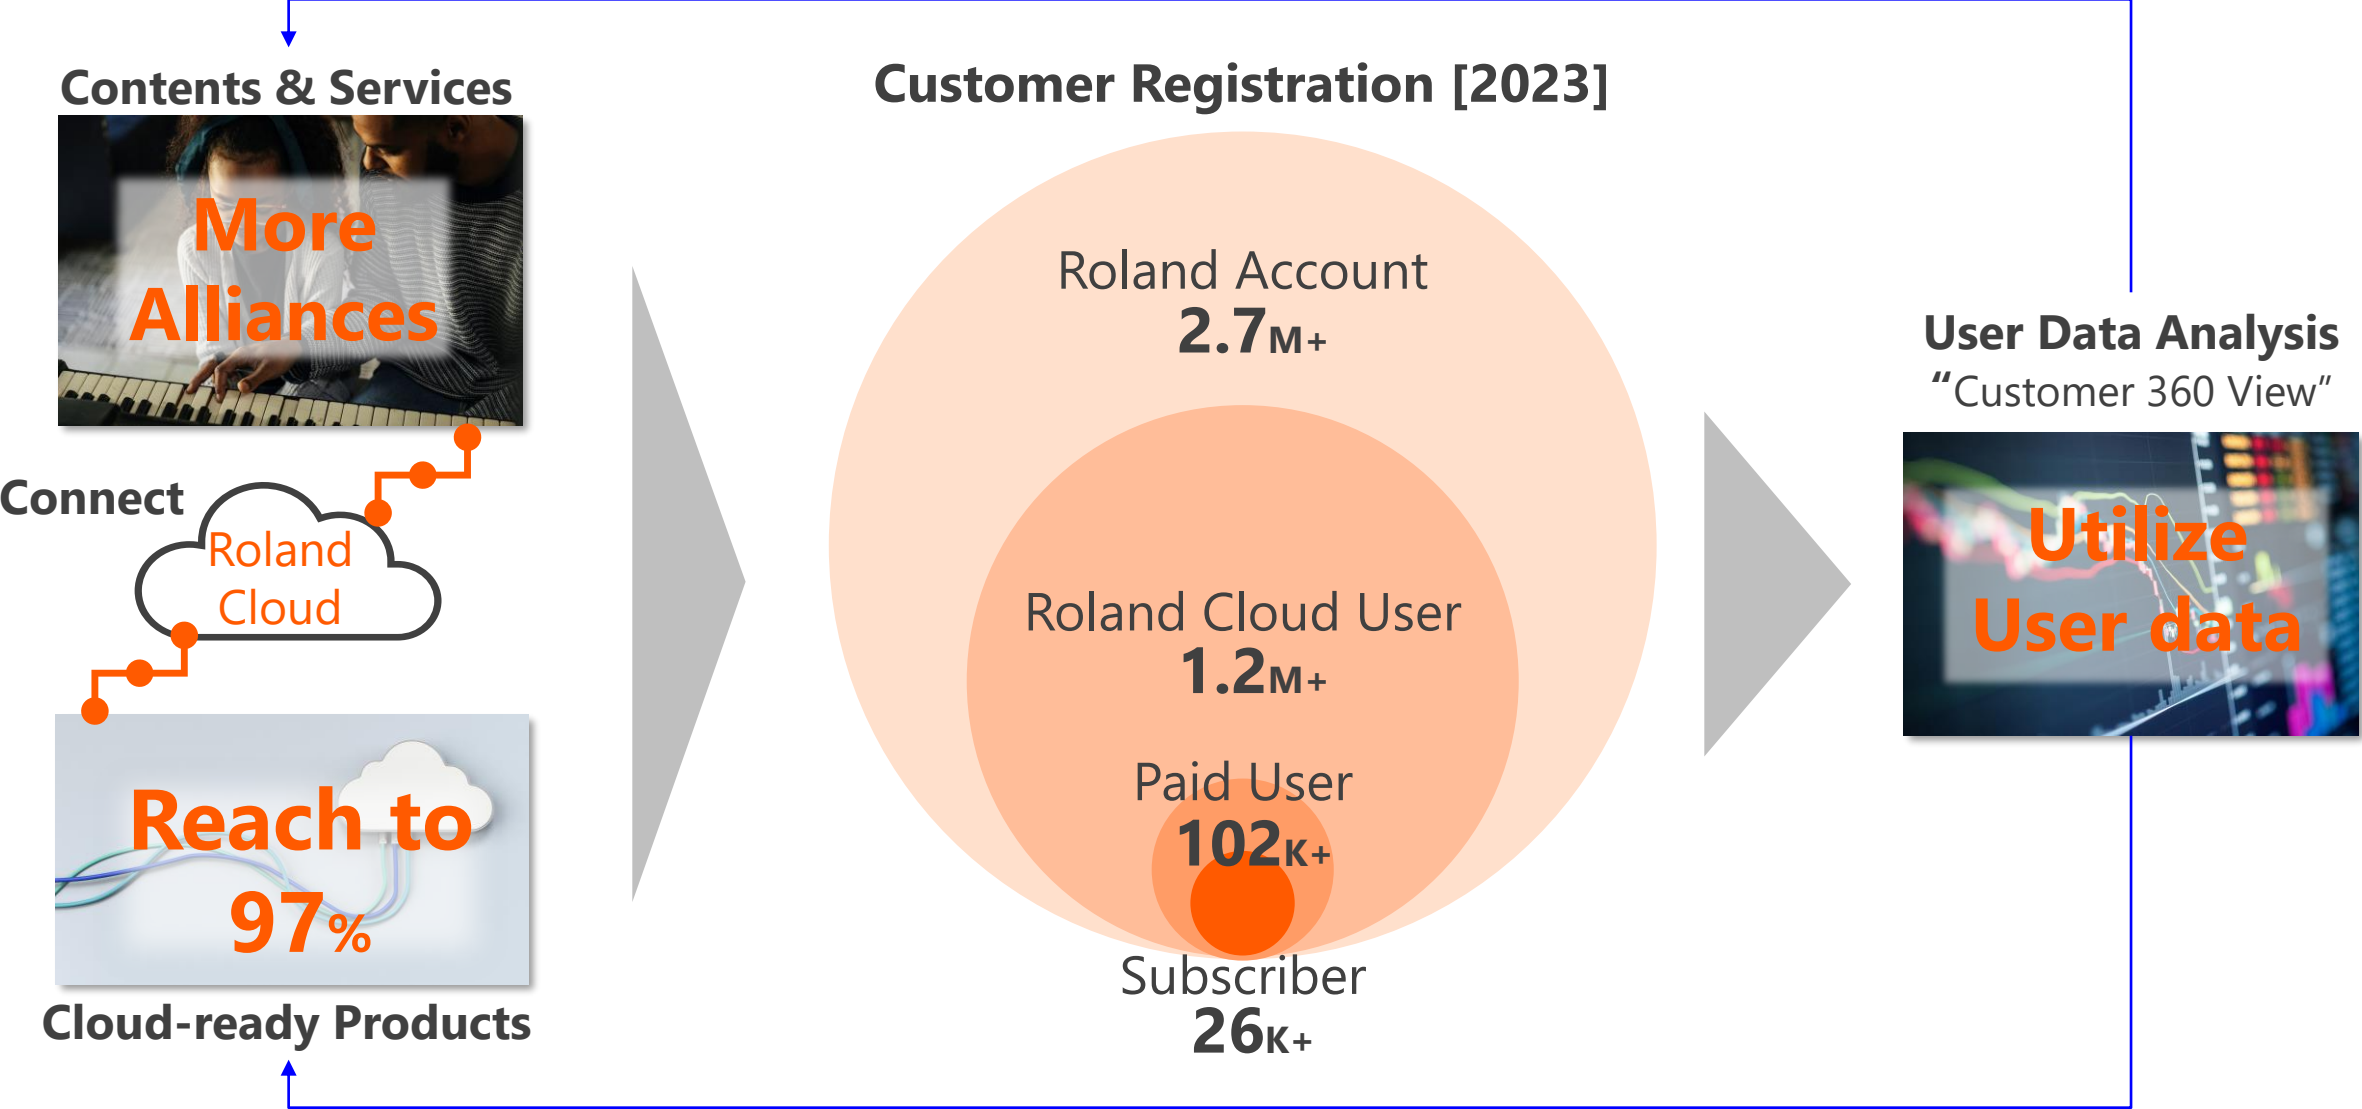 Contents & Services
More
Alliances
Connect
Roland
Cloud
Reach to
97%
Cloud-ready Products
Customer Registration [2023]
Roland Account
2.7M+
Roland Cloud User
1.2M+
Paid User
102K+
Subscriber
26K+
User Data Analysis
“Customer 360 View”
Utilize
User data